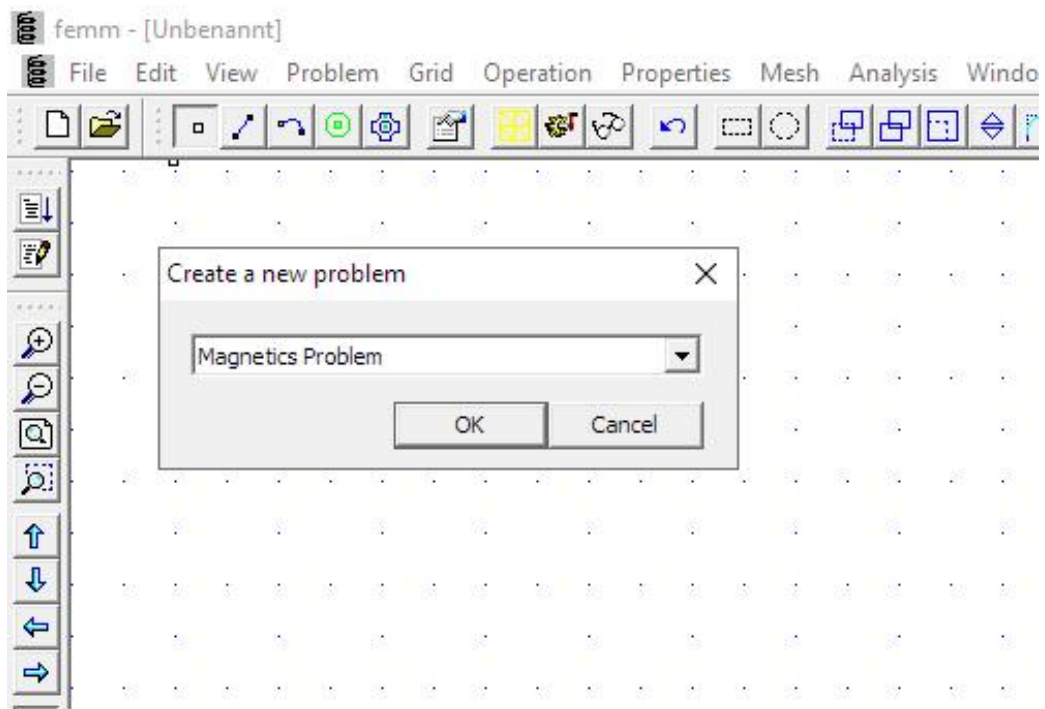 femm - [Unbenannt]
File Edit View Problem Grid Operation Properties Mesh Analysis Windo
Create a new problem
Magnetics Problem
OK Cancel